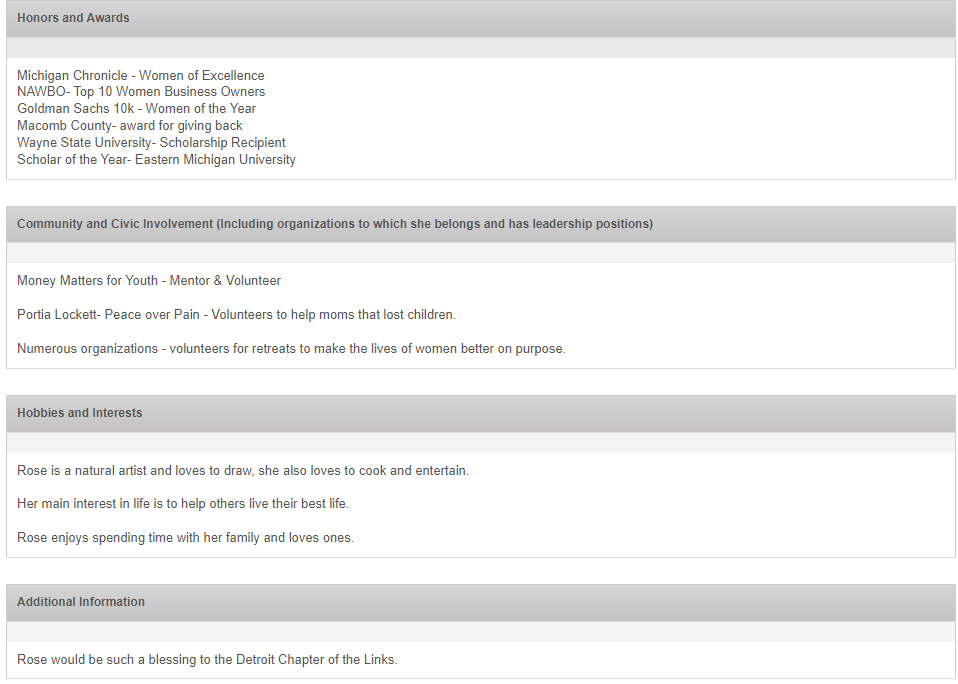 Honors and Awards
Michigan Chronicle - Women of Excellence
NAWBO- Top 10 Women Business Owners
Goldman Sachs 10k - Women of the Year
Macomb County- award for giving back
Wayne State University- Scholarship Recipient
Scholar of the Year- Eastern Michigan University
Community and Civic Involvement (Including organizations to which she belongs and has leadership positions)
Money Matters for Youth - Mentor & Volunteer
Portia Lockett- Peace over Pain - Volunteers to help moms that lost children.
Numerous organizations - volunteers for retreats to make the lives of women better on purpose.
Hobbies and Interests
Rose is a natural artist and loves to draw, she also loves to cook and entertain.
Her main interest in life is to help others live their best life.
Rose enjoys spending time with her family and loves ones.
Additional Information
Rose would be such a blessing to the Detroit Chapter of the Links.